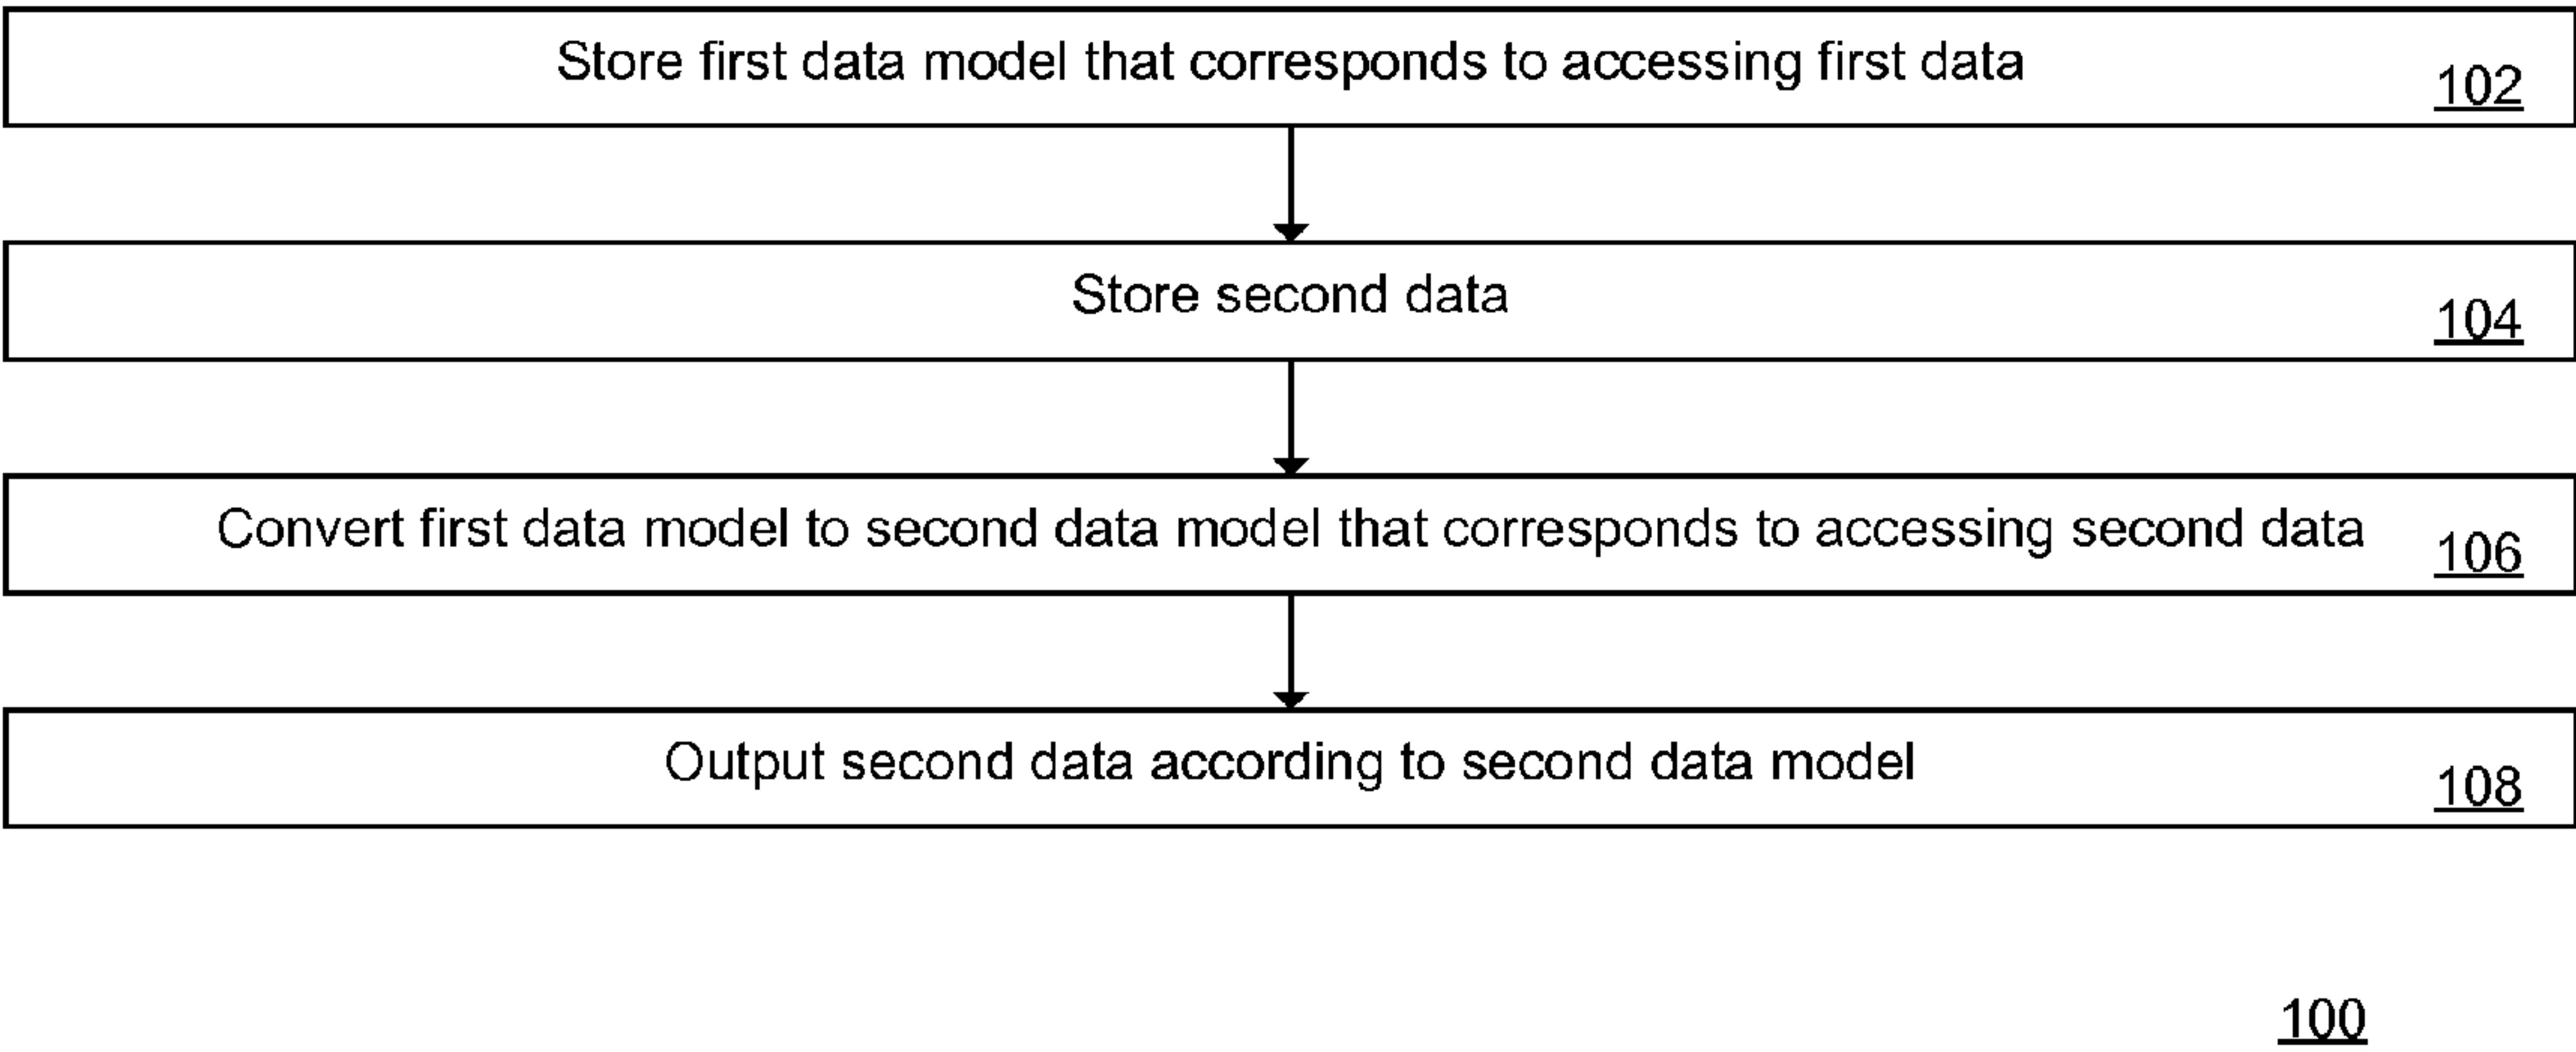 Store first data model that corresponds to accessing first data
102
Store second data
104
Convert first data model to second data model that corresponds to accessing second data
106
Output second data according to second data model
108
100